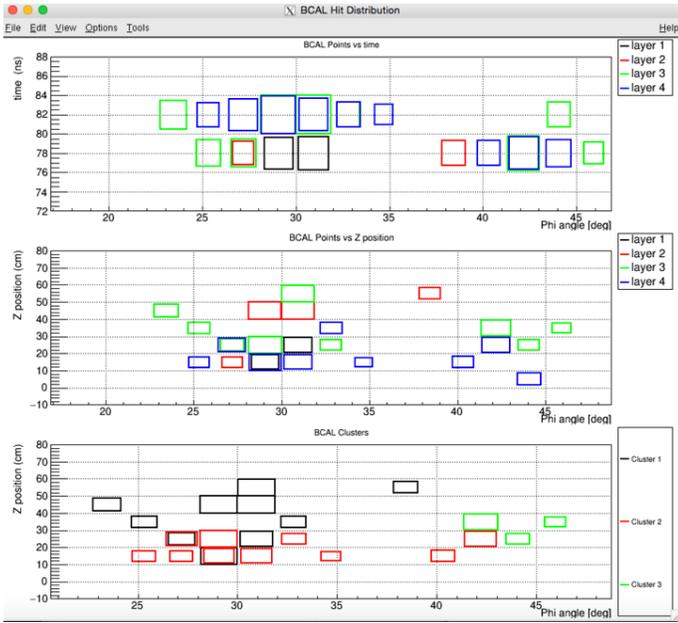 BCAL Hit Distribution
File Edit View Options Tools Help
BCAL Points vs time
time (ns)
88
86
84
82
80
78
76
74
72
20 25 30 35 40 45
Phi angle [deg]
layer 1
layer 2
layer 3
layer 4
BCAL Points vs Z position
Z position (cm)
80
70
60
50
40
30
20
10
0
−10
20 25 30 35 40 45
Phi angle [deg]
layer 1
layer 2
layer 3
layer 4
BCAL Clusters
Z position (cm)
80
70
60
50
40
30
20
10
0
−10
25 30 35 40 45
Phi angle [deg]
Cluster 1
Cluster 2
Cluster 3